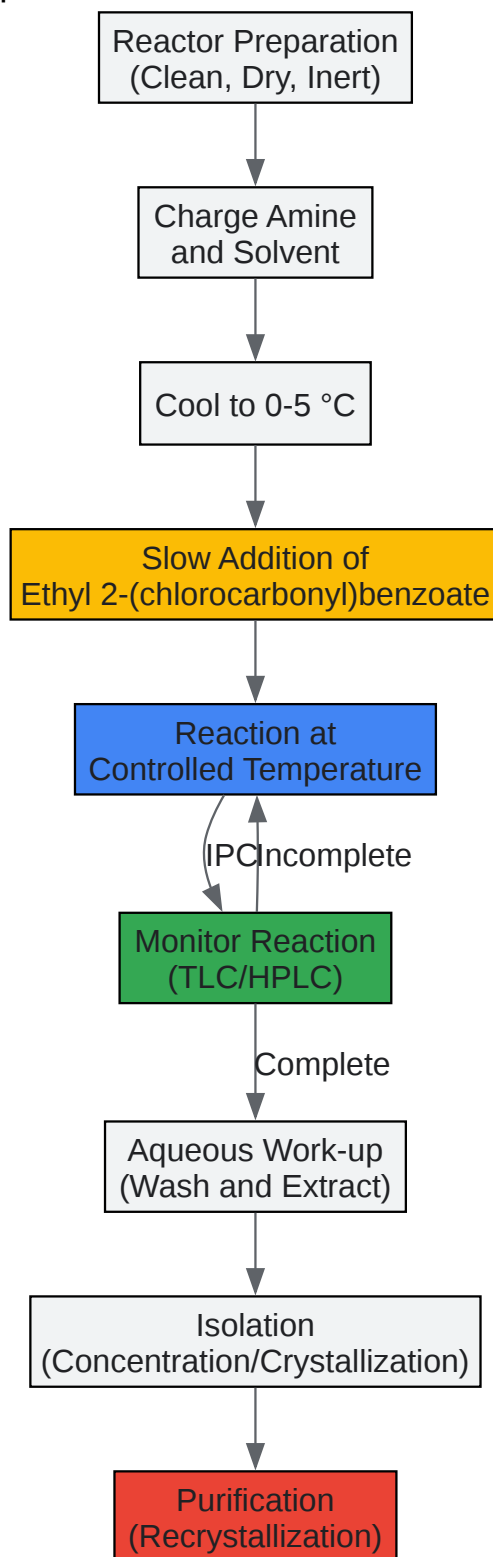 Reactor Preparation
(Clean, Dry, Inert)
Charge Amine
and Solvent
Cool to 0-5 °C
Slow Addition of
Ethyl 2-(chlorocarbonyl)benzoate
Reaction at
Controlled Temperature
IPC
Incomplete
Monitor Reaction
(TLC/HPLC)
Complete
Aqueous Work-up
(Wash and Extract)
Isolation
(Concentration/Crystallization)
Purification
(Recrystallization)